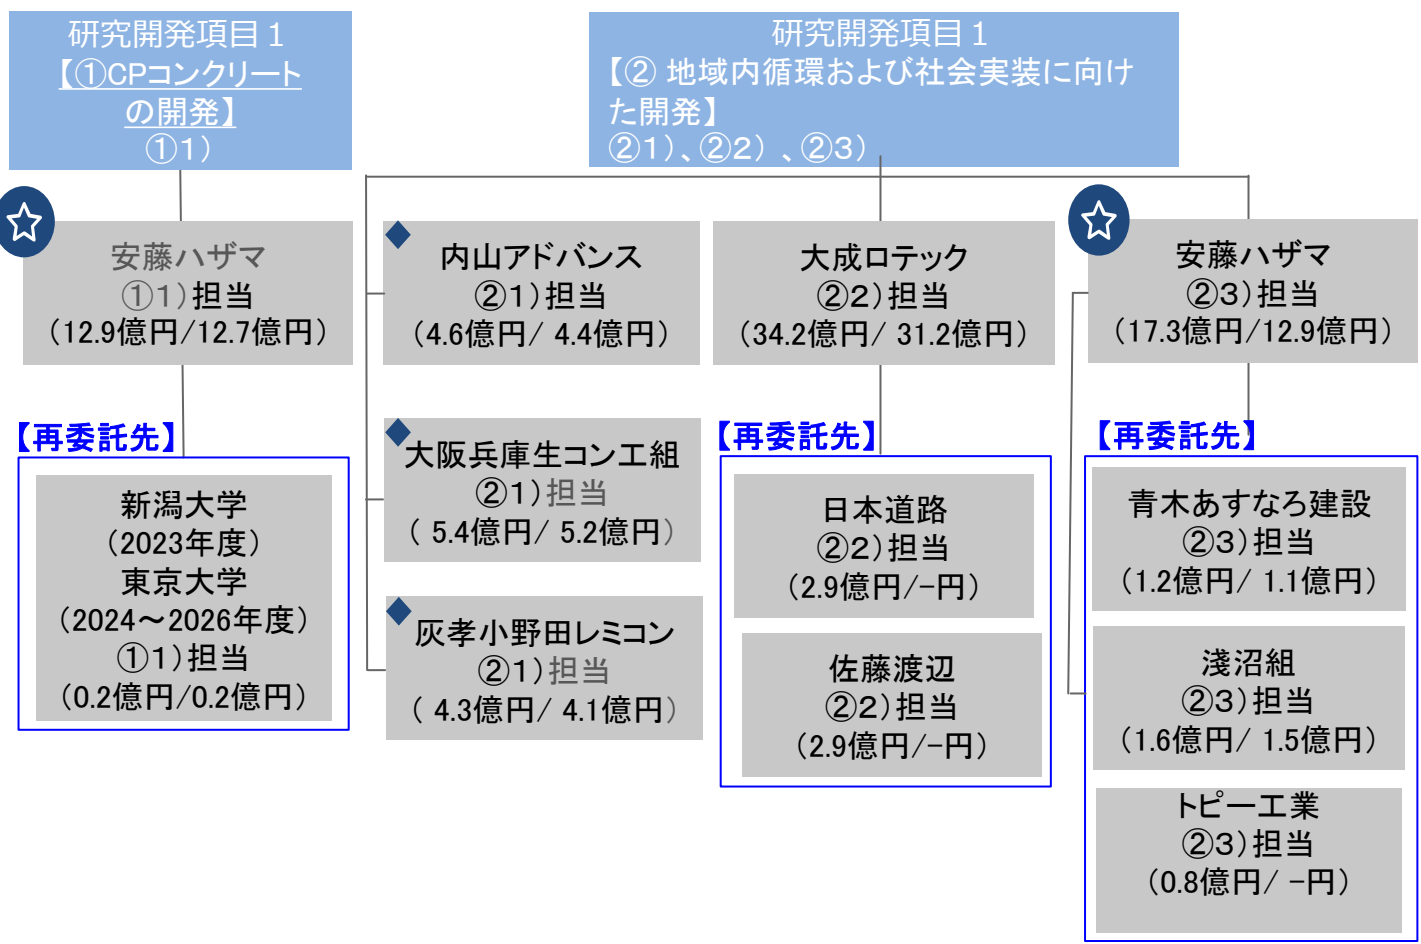 研究開発項目１
【①CPコンクリート
の開発】
①１）
研究開発項目１
【② 地域内循環および社会実装に向け
た開発】
②１）、②２） 、②３）
安藤ハザマ
①１）担当
（12.9億円/12.7億円）
【再委託先】
新潟大学
（2023年度）
東京大学
（2024～2026年度）
①１）担当
（0.2億円/0.2億円）
内山アドバンス
②１）担当
（4.6億円/ 4.4億円）
大阪兵庫生コン工組
②１）担当
（ 5.4億円/ 5.2億円）
灰孝小野田レミコン
②１）担当
（ 4.3億円/ 4.1億円）
大成ロテック
②２）担当
（34.2億円/ 31.2億円）
【再委託先】
日本道路
②２）担当
（2.9億円/-円）
佐藤渡辺
②２）担当
（2.9億円/-円）
安藤ハザマ
②３）担当
（17.3億円/12.9億円）
【再委託先】
青木あすなろ建設
②３）担当
（1.2億円/ 1.1億円）
淺沼組
②３）担当
（1.6億円/ 1.5億円）
トピー工業
②３）担当
（0.8億円/ -円）